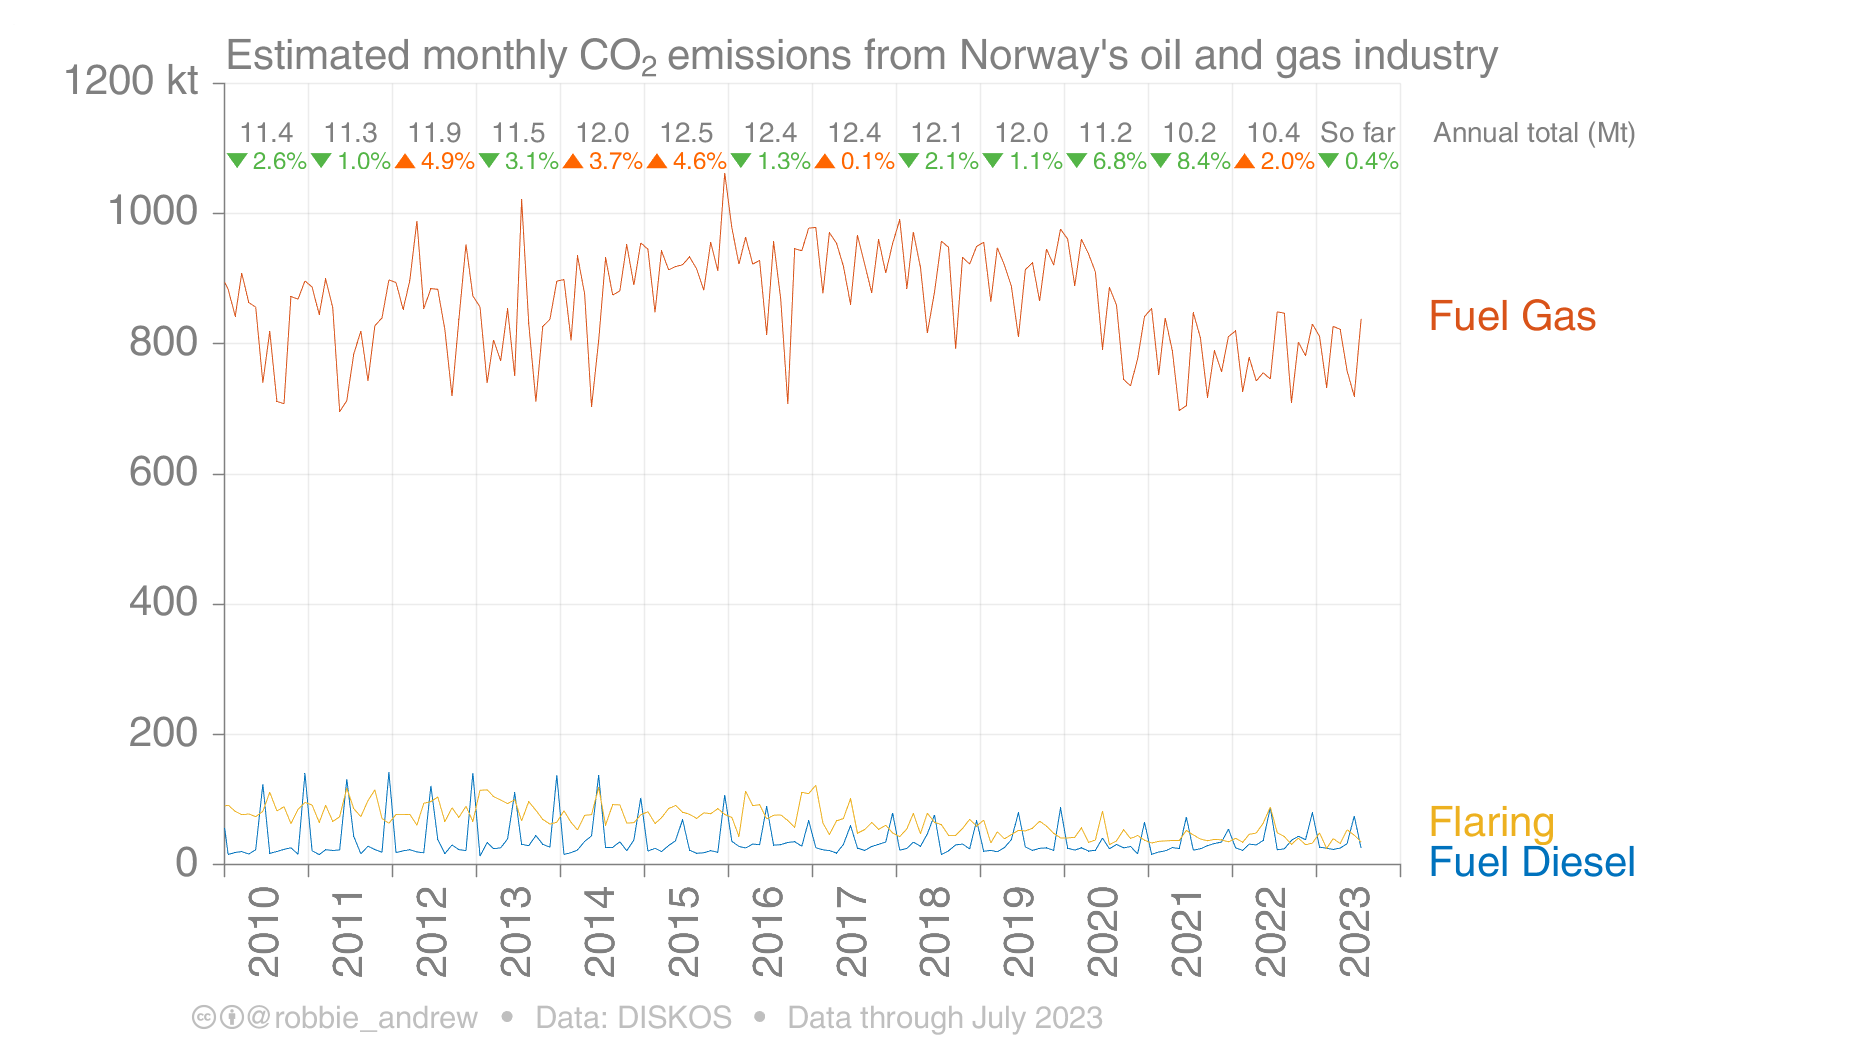 Estimated monthly CO₂ emissions from Norway's oil and gas industry
1200 kt
11.4 11.3 11.9 11.5 12.0 12.5 12.4 12.4 12.1 12.0 11.2 10.2 10.4 So far Annual total (Mt)
▼ 2.6% ▼ 1.0% ▲ 4.9% ▼ 3.1% ▲ 3.7% ▲ 4.6% ▼ 1.3% ▲ 0.1% ▼ 2.1% ▼ 1.1% ▼ 6.8% ▼ 8.4% ▲ 2.0% ▼ 0.4%
1000
Fuel Gas
800
600
400
200
Flaring
0
Fuel Diesel
2010 2011 2012 2013 2014 2015 2016 2017 2018 2019 2020 2021 2022 2023
@robbie_andrew • Data: DISKOS • Data through July 2023